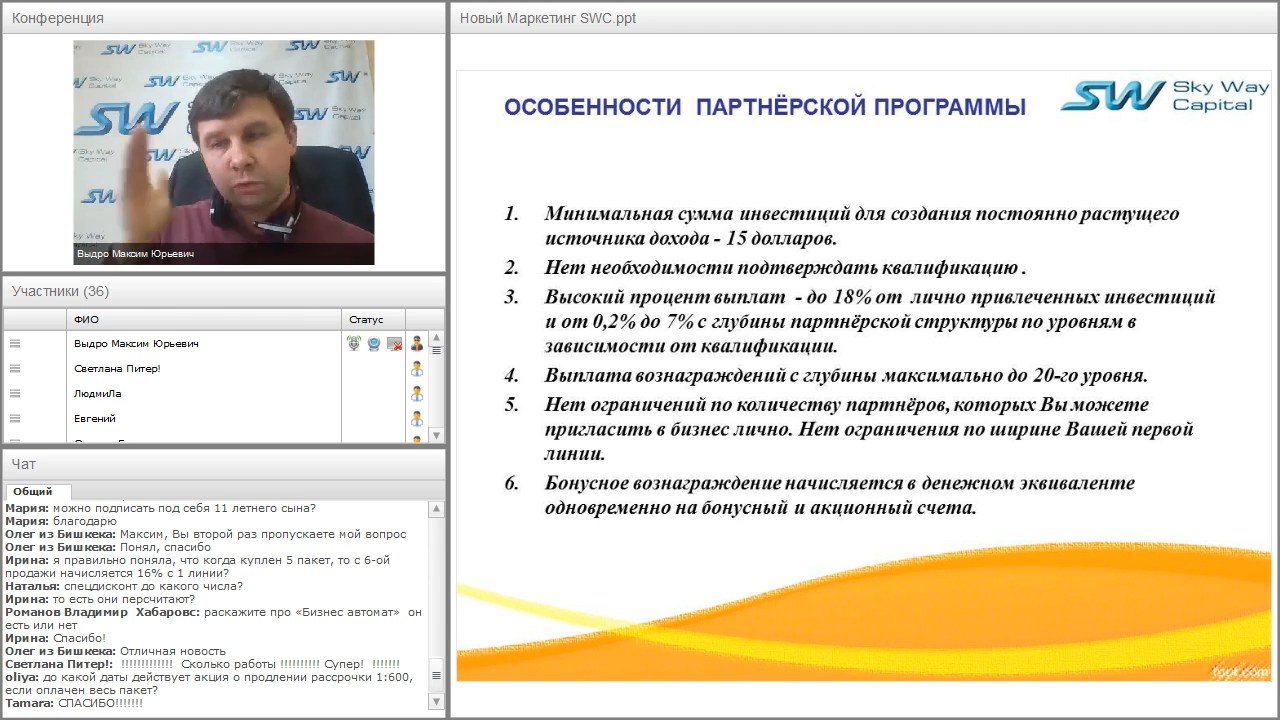 Конференция
SW Sky Way Capital
Выдро Максим Юрьевич
Участники (36)
ФИО
Статус
Выдро Максим Юрьевич
Светлана Питер!
ЛюдмиЛа
Евгений
Чат
Общий
Мария: можно подписать под себя 11 летнего сына?
Мария: благодарю
Олег из Бишкека: Максим, Вы второй раз пропускаете мой вопрос
Олег из Бишкека: Понял, спасибо
Ирина: я правильно поняла, что когда куплен 5 пакет, то с 6-ой
продажи начисляется 16% с 1 линии?
Наталья: спецдисконт до какого числа?
Ирина: то есть они персчитают?
Романов Владимир Хабаровс: раскажите про «Бизнес автомат» он
есть или нет
Ирина: Спасибо!
Олег из Бишкека: Отличная новость
Светлана Питер!: !!!!!!!!!!!!! Сколько работы !!!!!!!!!! Супер! !!!!!!!
oliya: до какой даты действует акция о продлении рассрочки 1:600,
если оплачен весь пакет?
Tamara: СПАСИБО!!!!!!!
Новый Маркетинг SWC.ppt
ОСОБЕННОСТИ ПАРТНЁРСКОЙ ПРОГРАММЫ
SW Sky Way
Capital
1. Минимальная сумма инвестиций для создания постоянно растущего
источника дохода - 15 долларов.
2. Нет необходимости подтверждать квалификацию .
3. Высокий процент выплат - до 18% от лично привлеченных инвестиций
и от 0,2% до 7% с глубины партнёрской структуры по уровням в
зависимости от квалификации.
4. Выплата вознаграждений с глубины максимально до 20-го уровня.
5. Нет ограничений по количеству партнёров, которых Вы можете
пригласить в бизнес лично. Нет ограничения по ширине Вашей первой
линии.
6. Бонусное вознаграждение начисляется в денежном эквиваленте
одновременно на бонусный и акционный счета.
fppt.com